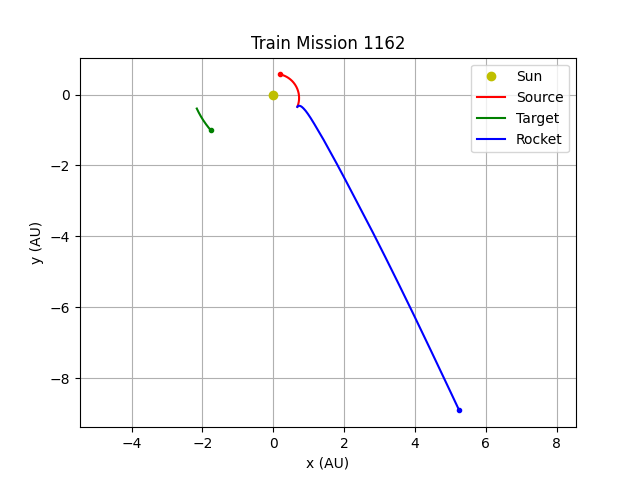 Train Mission 1162
Sun
Source
Target
Rocket
0
−2
−4
−6
−8
y (AU)
−4
−2
0
2
4
6
8
x (AU)